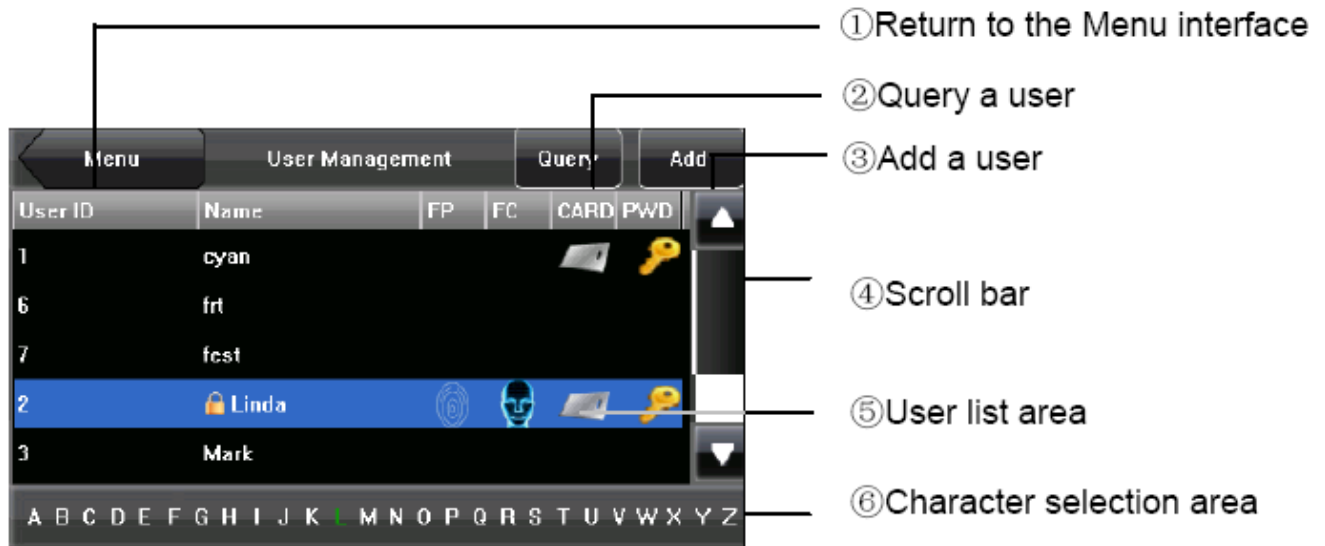 ①Return to the Menu interface
②Query a user
Menu User Management Query Add
③Add a user
User ID Name FP FC CARD PWD
1 cyan
6 frt
④Scroll bar
7 fcst
2 Linda
⑤User list area
3 Mark
⑥Character selection area
A B C D E F G H I J K L M N O P Q R S T U V W X Y Z